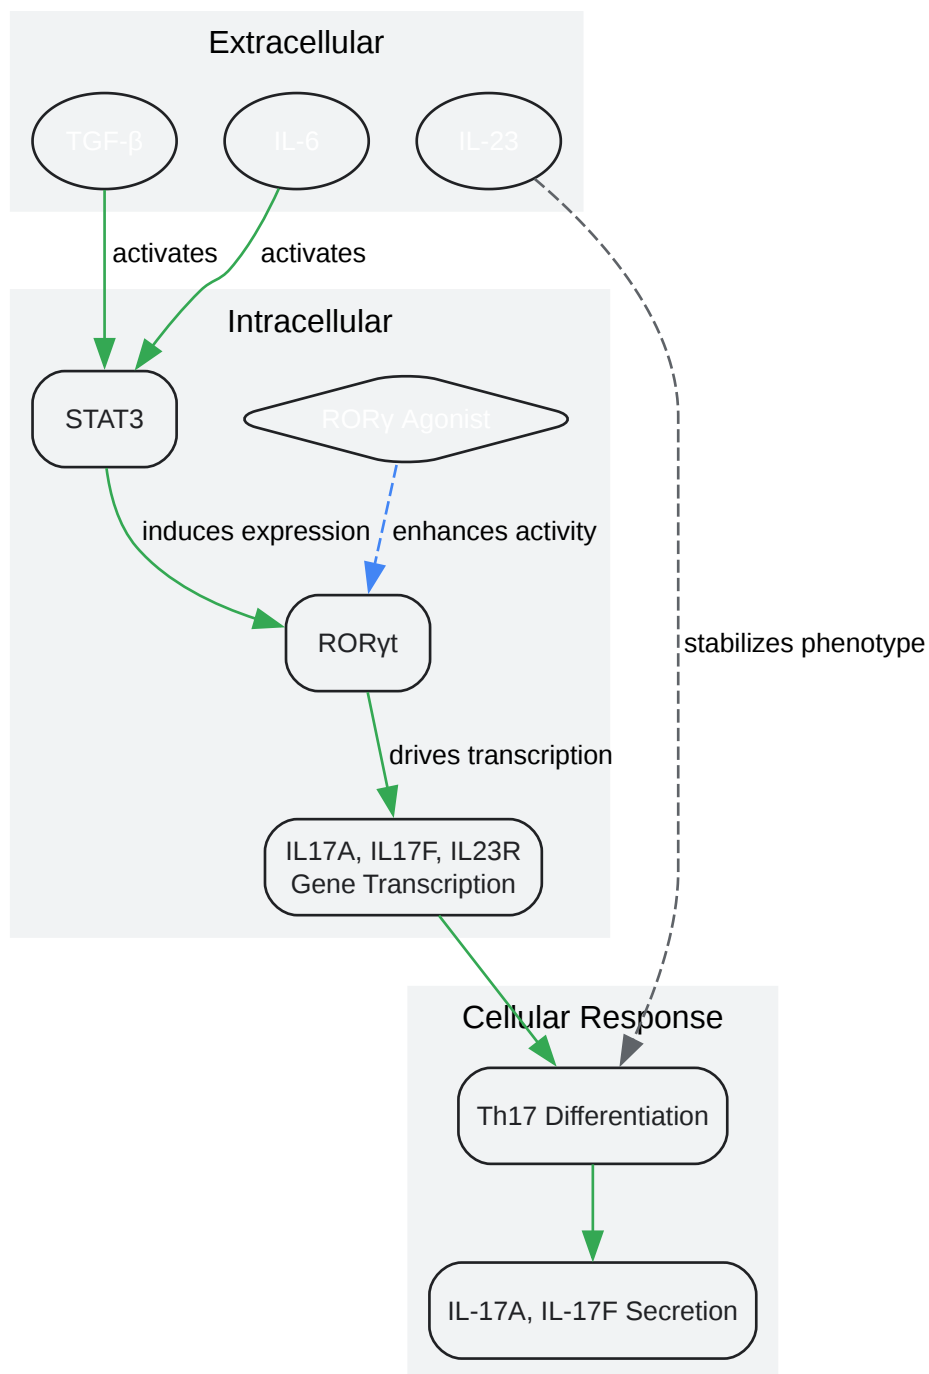 Extracellular
TGF-β
IL-6
IL-23
activates
activates
Intracellular
STAT3
RORγ Agonist
induces expression
enhances activity
RORγt
stabilizes phenotype
drives transcription
IL17A, IL17F, IL23R
Gene Transcription
Cellular Response
Th17 Differentiation
IL-17A, IL-17F Secretion